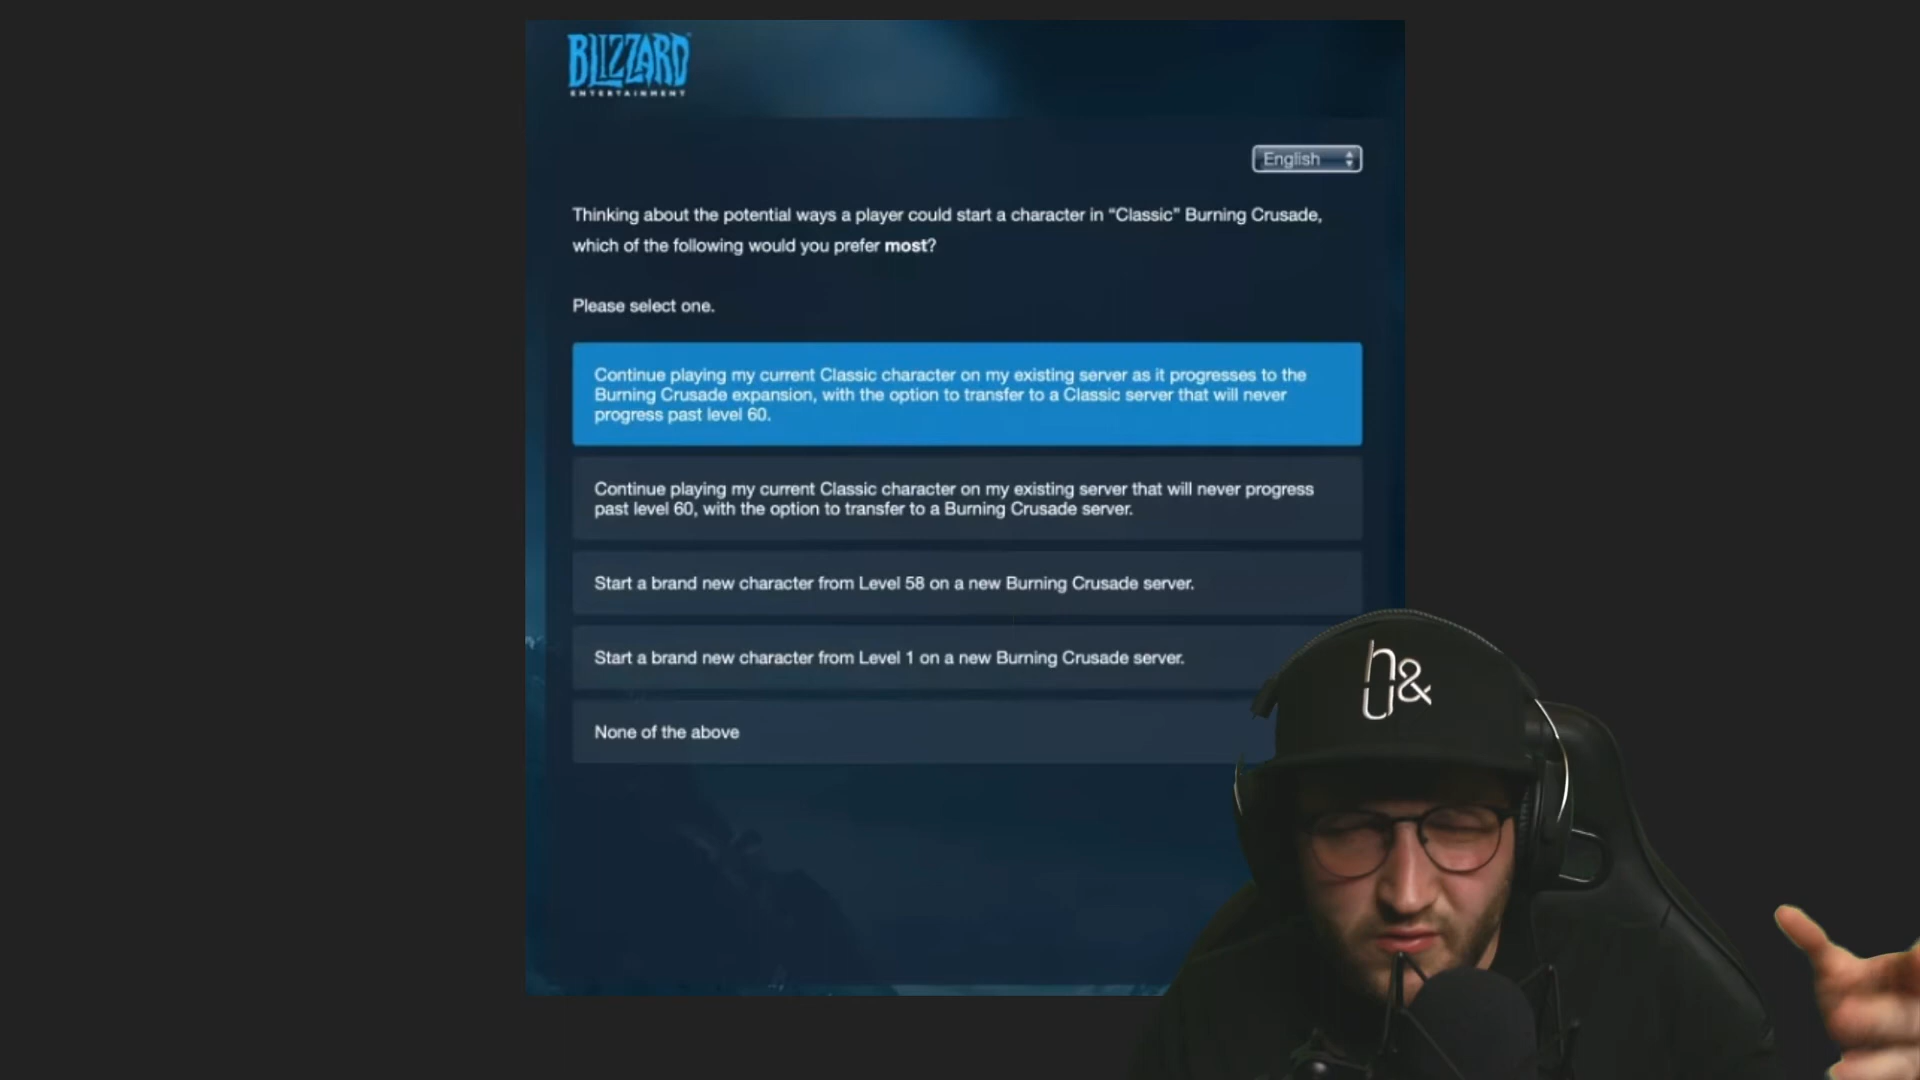 BLIZZARD
ENTERTAINMENT
English
Thinking about the potential ways a player could start a character in “Classic” Burning Crusade,
which of the following would you prefer most?
Please select one.
Continue playing my current Classic character on my existing server as it progresses to the
Burning Crusade expansion, with the option to transfer to a Classic server that will never
progress past level 60.
Continue playing my current Classic character on my existing server that will never progress
past level 60, with the option to transfer to a Burning Crusade server.
Start a brand new character from Level 58 on a new Burning Crusade server.
Start a brand new character from Level 1 on a new Burning Crusade server.
None of the above